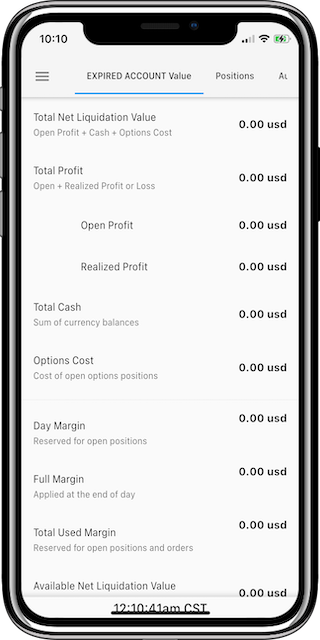 10:10
EXPIRED ACCOUNT Value Positions
Total Net Liquidation Value 0.00 usd
Open Profit + Cash + Options Cost
Total Profit 0.00 usd
Open + Realized Profit or Loss
Open Profit 0.00 usd
Realized Profit 0.00 usd
Total Cash 0.00 usd
Sum of currency balances
Options Cost 0.00 usd
Cost of open options positions
Day Margin 0.00 usd
Reserved for open positions
Full Margin 0.00 usd
Applied at the end of day
Total Used Margin 0.00 usd
Reserved for open positions and orders
Available Net Liquidation Value 0.00 usd
12:10:41am CST